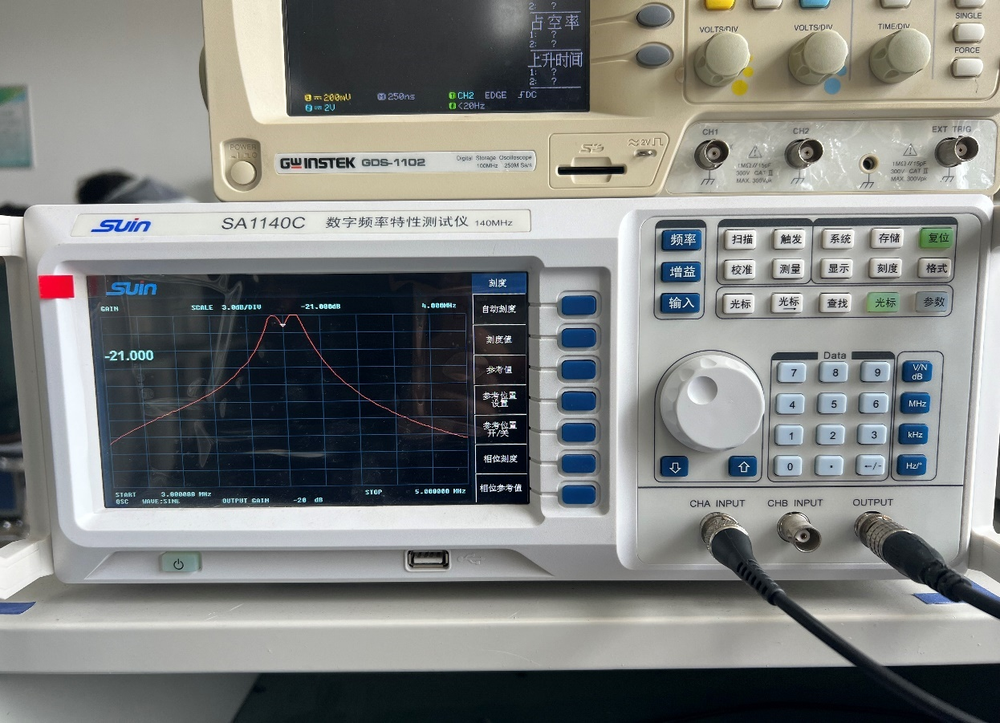 2: ?
占空率
1: ?
2: ?
上升时间
1: ?
2: ?
1 == 200mV
M 250ns
T CH2 EDGE ƒDC
2 == 2V
F <20Hz
VOLTS/DIV
VOLTS/DIV
TIME/DIV
SINGLE
FORCE
POWER
GWINSTEK GDS-1102
Digital Storage Oscilloscope
100MHz 250M Sa/s
≈2V
CH1
CH2
EXT TRIG
1MΩ//15pF
300V CAT II
MAX. 300Vpk
1MΩ//15pF
300V CAT II
MAX. 300Vpk
SUin
SA1140C 数字频率特性测试仪 140MHz
SUin
GAIN
SCALE 3.0dB/DIV
-21.000dB
4.000MHz
-21.000
START 3.000000 MHz
STOP 5.000000 MHz
OSC WAVE:SINE
OUTPUT GAIN -20 dB
刻度
自动刻度
刻度值
参考值
参考位置
设置
参考位置
开/关
相位刻度
相位参考值
频率
增益
输入
扫描 触发 系统 存储 复位
校准 测量 显示 刻度 格式
光标 光标→ 查找 光标 参数
Data
7 8 9 V/N dB
4 5 6 MHz
1 2 3 kHz
0 • ←/- Hz/°
CHA INPUT
CHB INPUT
OUTPUT